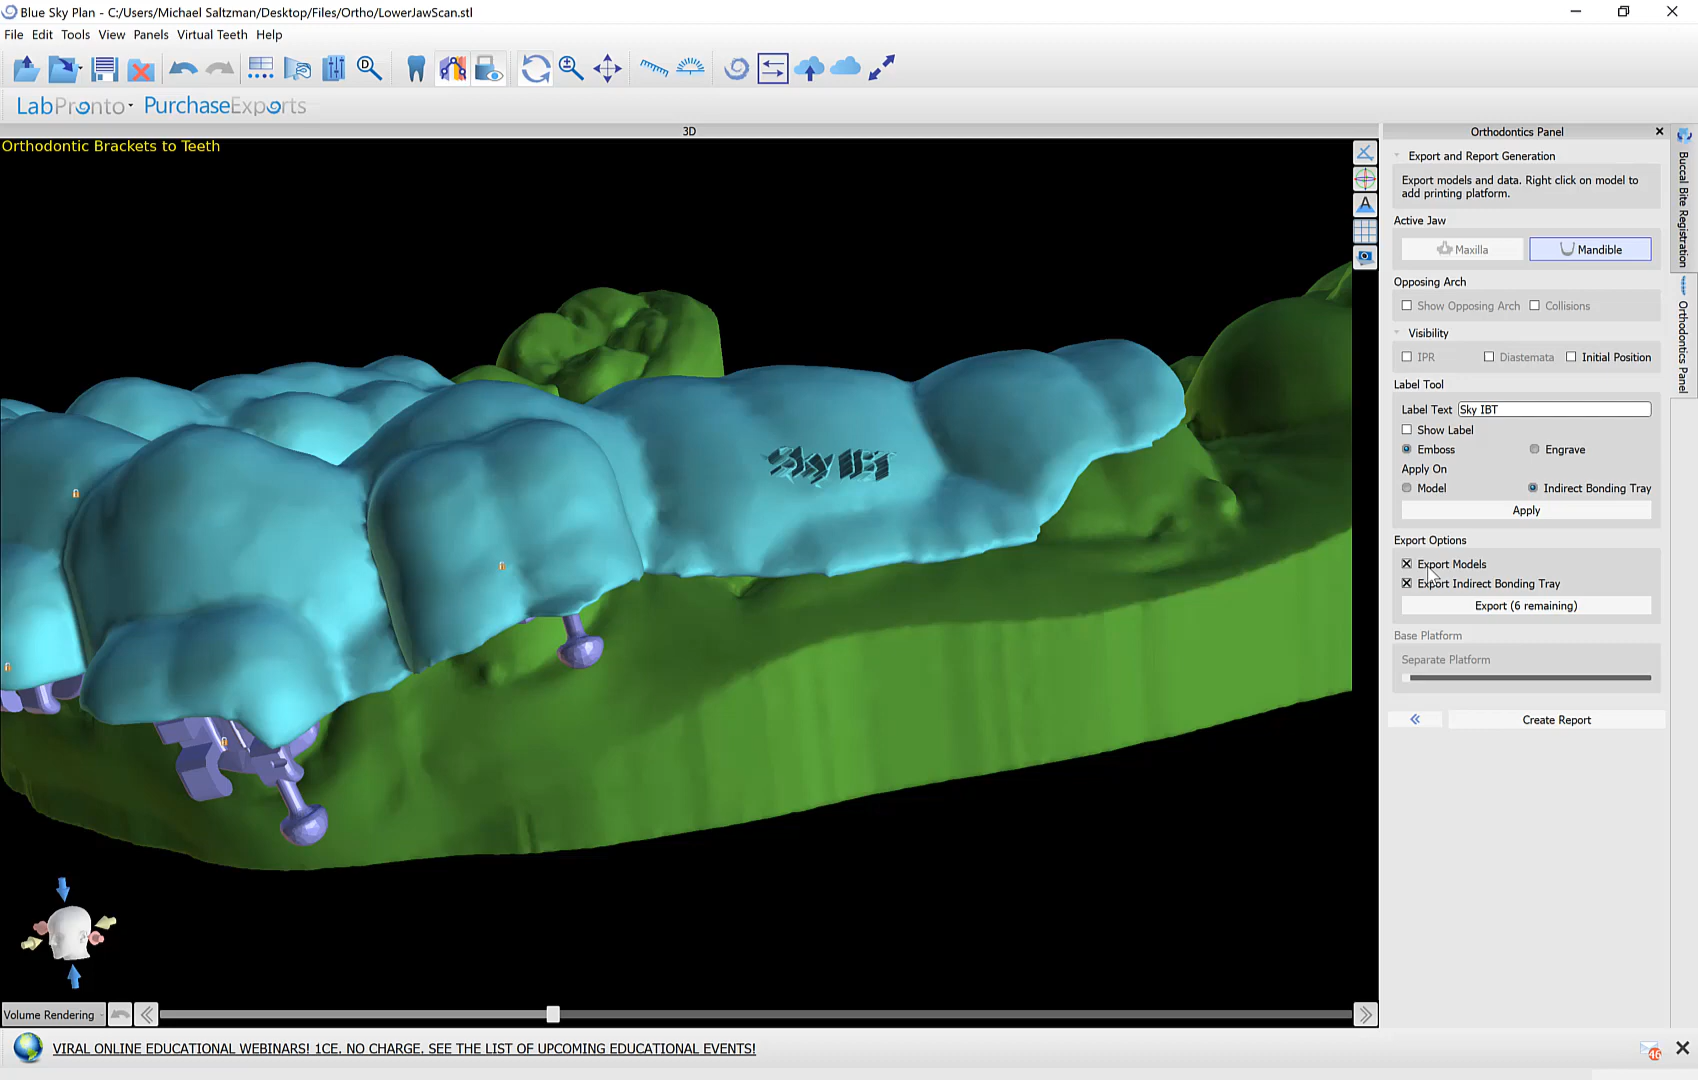 Blue Sky Plan - C:/Users/Michael Saltzman/Desktop/Files/Ortho/LowerJawScan.stl
File Edit Tools View Panels Virtual Teeth Help
LabPronto PurchaseExports
3D
Orthodontic Brackets to Teeth
Sky IBT
Orthodontics Panel
Export and Report Generation
Export models and data. Right click on model to
add printing platform.
Active Jaw
Maxilla Mandible
Opposing Arch
Show Opposing Arch Collisions
Visibility
IPR Diastemata Initial Position
Label Tool
Label Text Sky IBT
Show Label
Emboss Engrave
Apply On
Model Indirect Bonding Tray
Apply
Export Options
Export Models
Export Indirect Bonding Tray
Export (6 remaining)
Base Platform
Separate Platform
Create Report
Buccal Bite Registration
Orthodontics Panel
Volume Rendering
VIRAL ONLINE EDUCATIONAL WEBINARS! 1CE. NO CHARGE. SEE THE LIST OF UPCOMING EDUCATIONAL EVENTS!
46